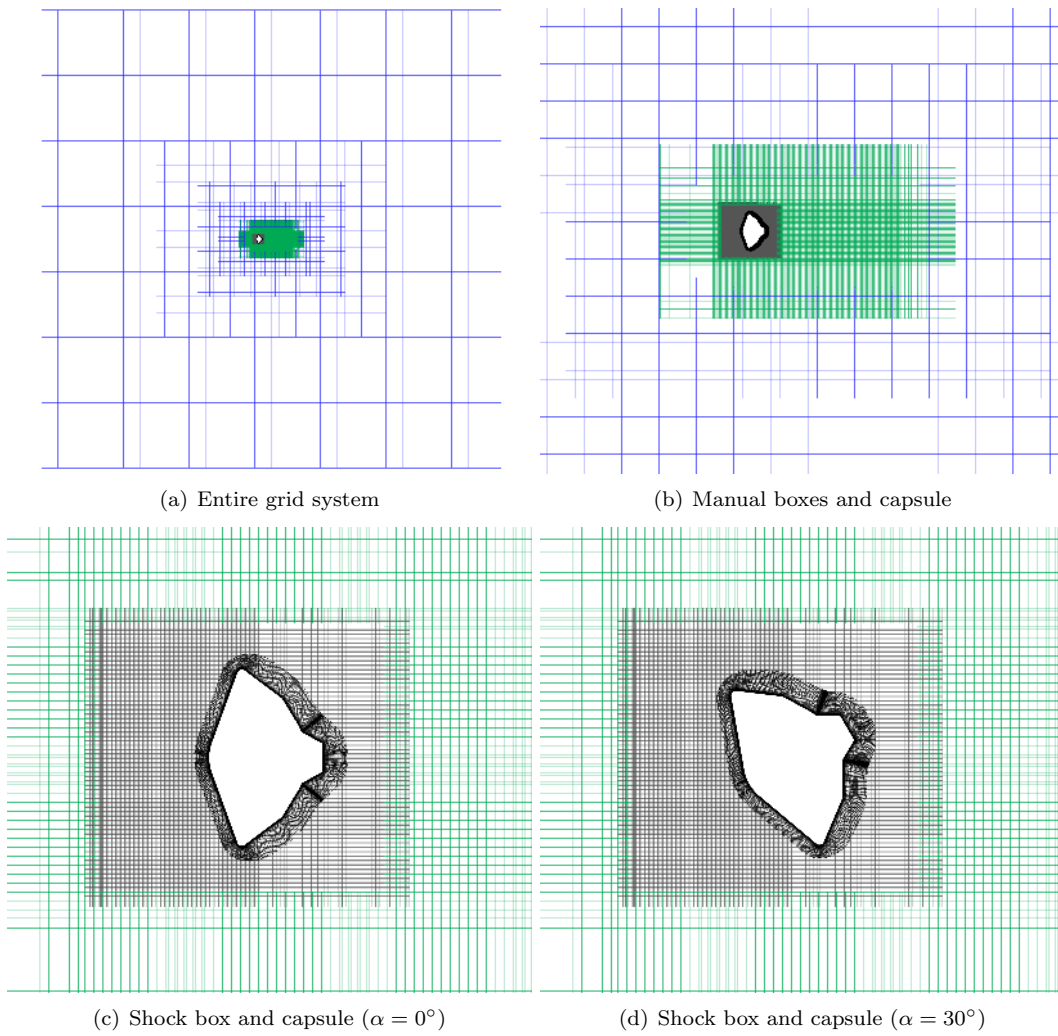 (a) Entire grid system
(b) Manual boxes and capsule
(c) Shock box and capsule (α = 0°)
(d) Shock box and capsule (α = 30°)